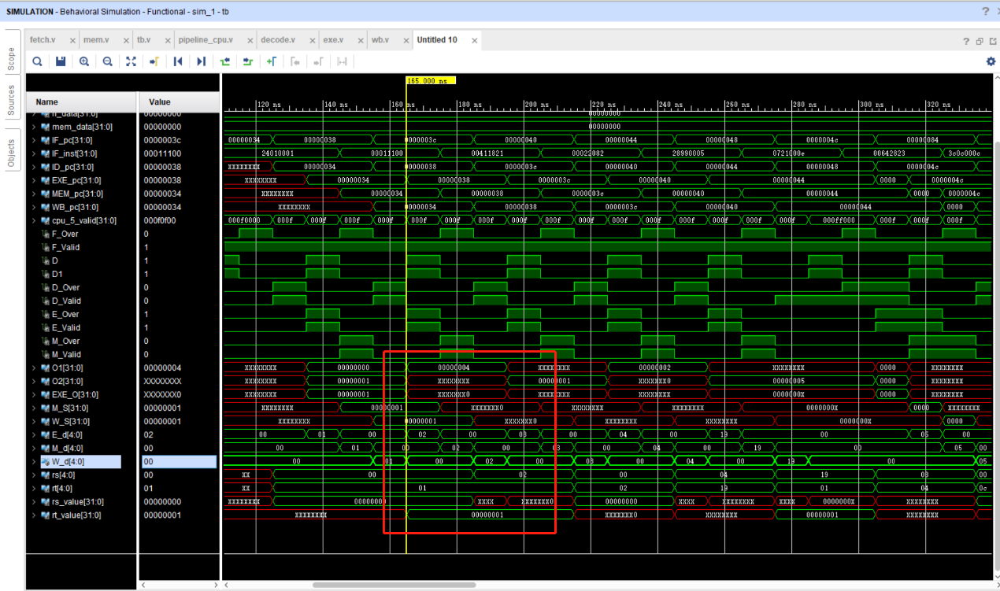 SIMULATION - Behavioral Simulation - Functional - sim_1 - tb
fetch.v mem.v tb.v pipeline_cpu.v decode.v exe.v wb.v Untitled 10
Scope
Sources
Objects
165.000 ns
Name Value
120 ns 140 ns 160 ns 180 ns 200 ns 220 ns 240 ns 260 ns 280 ns 300 ns 320 ns
rf_data[31:0] 00000000 00000000
mem_data[31:0] 00000000 00000000
IF_pc[31:0] 0000003c 00000034 00000038 0000003c 00000040 00000044 00000048 0000004c 00000084
IF_inst[31:0] 00011100 24010001 00011100 00411821 00022082 28990005 0721000e 00642823 3c0c000c
ID_pc[31:0] 00000038 XXXXXXXX 00000034 00000038 0000003c 00000040 00000044 00000048 0000004c
EXE_pc[31:0] 00000038 XXXXXXXX 00000034 00000038 0000003c 00000040 00000044 0000 0000004c
MEM_pc[31:0] 00000034 XXXXXXXX 00000034 00000038 0000003c 00000040 00000044 0000 0000004c
WB_pc[31:0] 00000034 XXXXXXXX 00000034 00000038 0000003c 00000040 00000044 0000
cpu_5_valid[31:0] 000f0f00 000f0000 000f 000f 000f 000f 000f 000f 000f 000f 000f 000f 000f 000f 000f 000f 000f 000ff000 000f 000f 000f
F_Over 0
F_Valid 1
D 1
D1 1
D_Over 0
D_Valid 0
E_Over 1
E_Valid 1
M_Over 0
M_Valid 0
O1[31:0] 00000004 XXXXXXXX 00000000 00000004 XXXXXXXX 00000002 XXXXXXXX 0000 XXXXXXXX
O2[31:0] XXXXXXXX XXXXXXXX 00000001 XXXXXXXX 00000001 XXXXXXX0 00000005 0000 XXXXXXXX
EXE_O[31:0] XXXXXXX0 XXXXXXXX 00000001 XXXXXXX0 XXXXXXXX XXXXXXXX 0000000X 0000 XXXXXXXX
M_S[31:0] 00000001 XXXXXXXX 00000001 XXXXXXX0 XXXXXXXX XXXXXXXX 0000000X 0000 XXXXXXXX
W_S[31:0] 00000001 XXXXXXXX 00000001 XXXXXXX0 XXXXXXXX XXXXXXXX 0000000X 0000
E_d[4:0] 02 00 01 00 02 00 03 00 04 00 19 00 05 00
M_d[4:0] 00 00 01 00 02 00 03 00 04 00 19 00 05 00
W_d[4:0] 00 00 01 00 02 00 03 00 04 00 19 00 05
rs[4:0] 00 XX 00 02 00 04 19 03 00
rt[4:0] 01 XX 01 02 19 01 04 0c
rs_value[31:0] 00000000 XXXXXXXX 00000000 XXXX XXXXXXX0 00000000 XXXX XXXXXXXX XXXX 0000000X XXXXXXXX
rt_value[31:0] 00000001 XXXXXXXX 00000001 XXXXXXX0 XXXXXXXX 00000001 XXXXXXXX